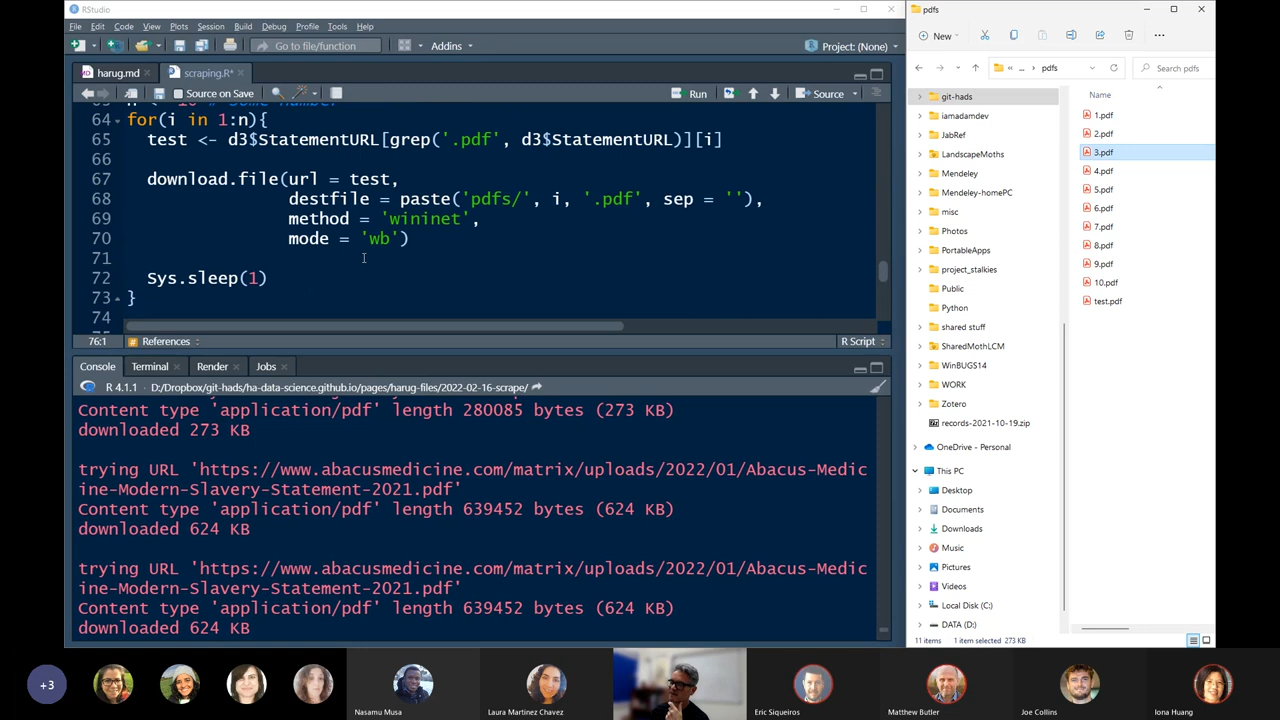 RStudio
File Edit Code View Plots Session Build Debug Profile Tools Help
Go to file/function Addins Project: (None)
harug.md scraping.R*
Source on Save Run Source
64 for(i in 1:n){
65 test <- d3$StatementURL[grep('.pdf', d3$StatementURL)][i]
66
67 download.file(url = test,
68 destfile = paste('pdfs/', i, '.pdf', sep = ''),
69 method = 'wininet',
70 mode = 'wb')
71
72 Sys.sleep(1)
73 }
74
76:1 # References R Script
Console Terminal Render Jobs
R 4.1.1 D:/Dropbox/git-hads/ha-data-science.github.io/pages/harug-files/2022-02-16-scrape/
Content type 'application/pdf' length 280085 bytes (273 KB)
downloaded 273 KB
trying URL 'https://www.abacusmedicine.com/matrix/uploads/2022/01/Abacus-Medic
ine-Modern-Slavery-Statement-2021.pdf'
Content type 'application/pdf' length 639452 bytes (624 KB)
downloaded 624 KB
trying URL 'https://www.abacusmedicine.com/matrix/uploads/2022/01/Abacus-Medic
ine-Modern-Slavery-Statement-2021.pdf'
Content type 'application/pdf' length 639452 bytes (624 KB)
downloaded 624 KB
pdfs
New
« ... pdfs Search pdfs
git-hads
iamadamdev
JabRef
LandscapeMoths
Mendeley
Mendeley-homePC
misc
Photos
PortableApps
project_stalkies
Public
Python
shared stuff
SharedMothLCM
WinBUGS14
WORK
Zotero
records-2021-10-19.zip
OneDrive - Personal
This PC
Desktop
Documents
Downloads
Music
Pictures
Videos
Local Disk (C:)
DATA (D:)
Name
1.pdf
2.pdf
3.pdf
4.pdf
5.pdf
6.pdf
7.pdf
8.pdf
9.pdf
10.pdf
test.pdf
11 items 1 item selected 273 KB
+3
Nasamu Musa
Laura Martinez Chavez
Eric Siqueiros
Matthew Butler
Joe Collins
Iona Huang